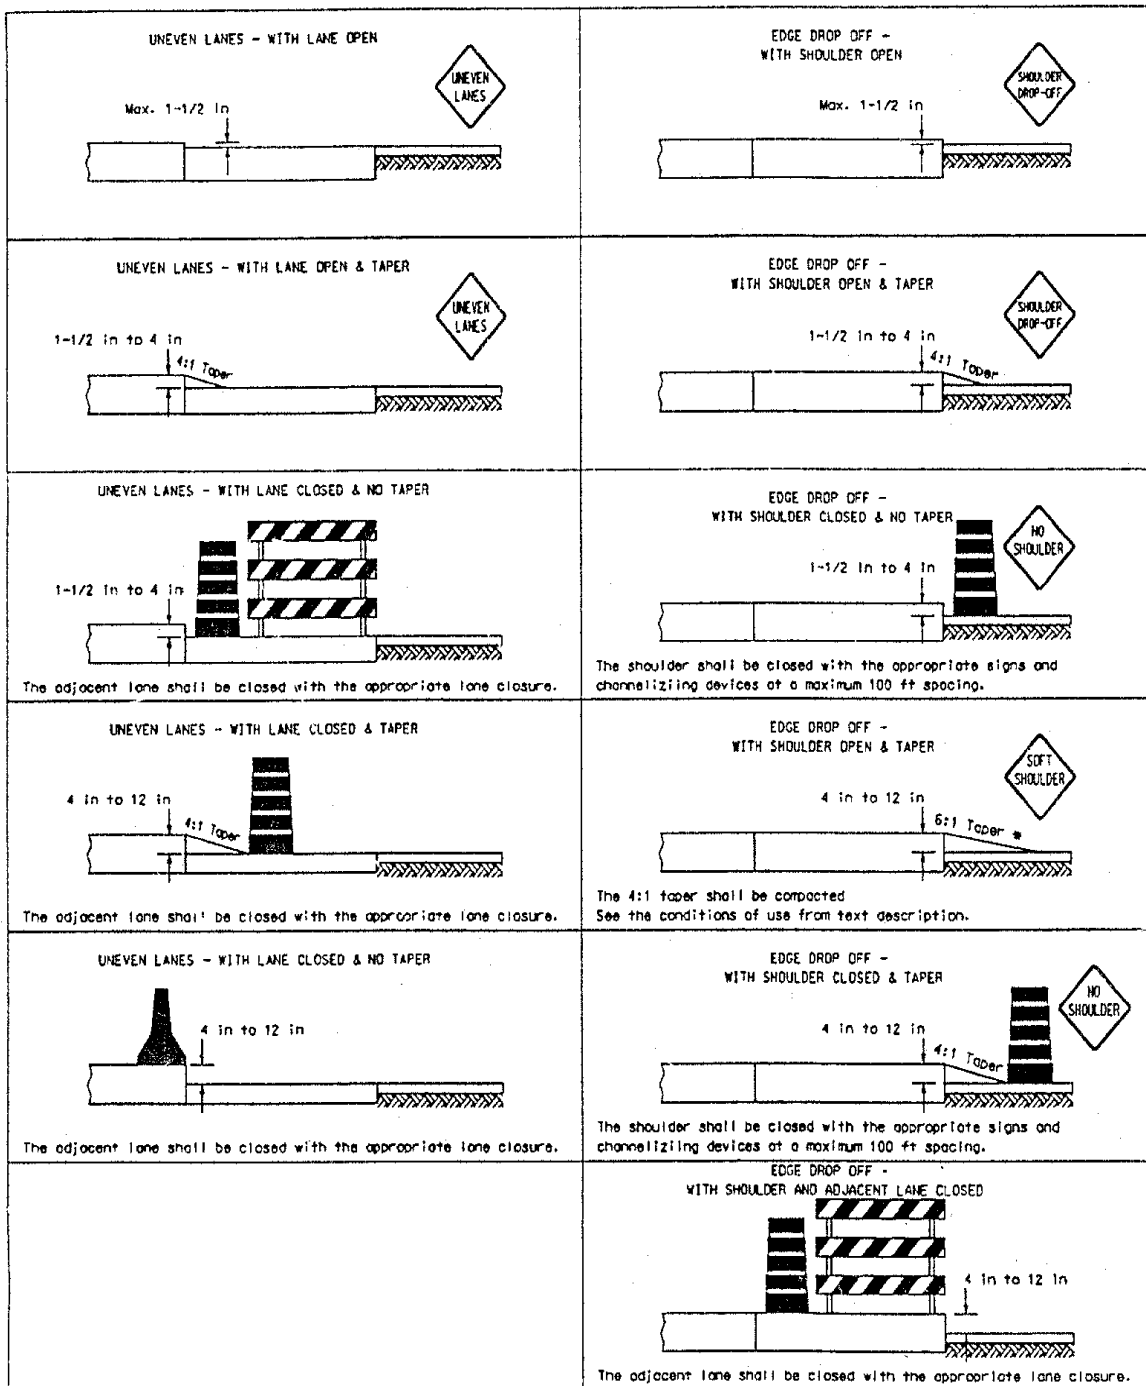 UNEVEN LANES - WITH LANE OPEN
UNEVEN
LANES
Max. 1-1/2 in
EDGE DROP OFF -
WITH SHOULDER OPEN
SHOULDER
DROP-OFF
Max. 1-1/2 in
UNEVEN LANES - WITH LANE OPEN & TAPER
UNEVEN
LANES
1-1/2 in to 4 in
4:1 Taper
EDGE DROP OFF -
WITH SHOULDER OPEN & TAPER
SHOULDER
DROP-OFF
1-1/2 in to 4 in
4:1 Taper
UNEVEN LANES - WITH LANE CLOSED & NO TAPER
1-1/2 in to 4 in
The adjacent lane shall be closed with the appropriate lane closure.
EDGE DROP OFF -
WITH SHOULDER CLOSED & NO TAPER
NO
SHOULDER
1-1/2 in to 4 in
The shoulder shall be closed with the appropriate signs and
channeliziing devices at a maximum 100 ft spacing.
UNEVEN LANES - WITH LANE CLOSED & TAPER
4 in to 12 in
4:1 Taper
The adjacent lane shall be closed with the appropriate lane closure.
EDGE DROP OFF -
WITH SHOULDER OPEN & TAPER
SOFT
SHOULDER
4 in to 12 in
6:1 Taper *
The 4:1 taper shall be compacted
See the conditions of use from text description.
UNEVEN LANES - WITH LANE CLOSED & NO TAPER
4 in to 12 in
The adjacent lane shall be closed with the appropriate lane closure.
EDGE DROP OFF -
WITH SHOULDER CLOSED & TAPER
NO
SHOULDER
4 in to 12 in
4:1 Taper
The shoulder shall be closed with the appropriate signs and
channeliziing devices at a maximum 100 ft spacing.
EDGE DROP OFF -
WITH SHOULDER AND ADJACENT LANE CLOSED
4 in to 12 in
The adjacent lane shall be closed with the appropriate lane closure.